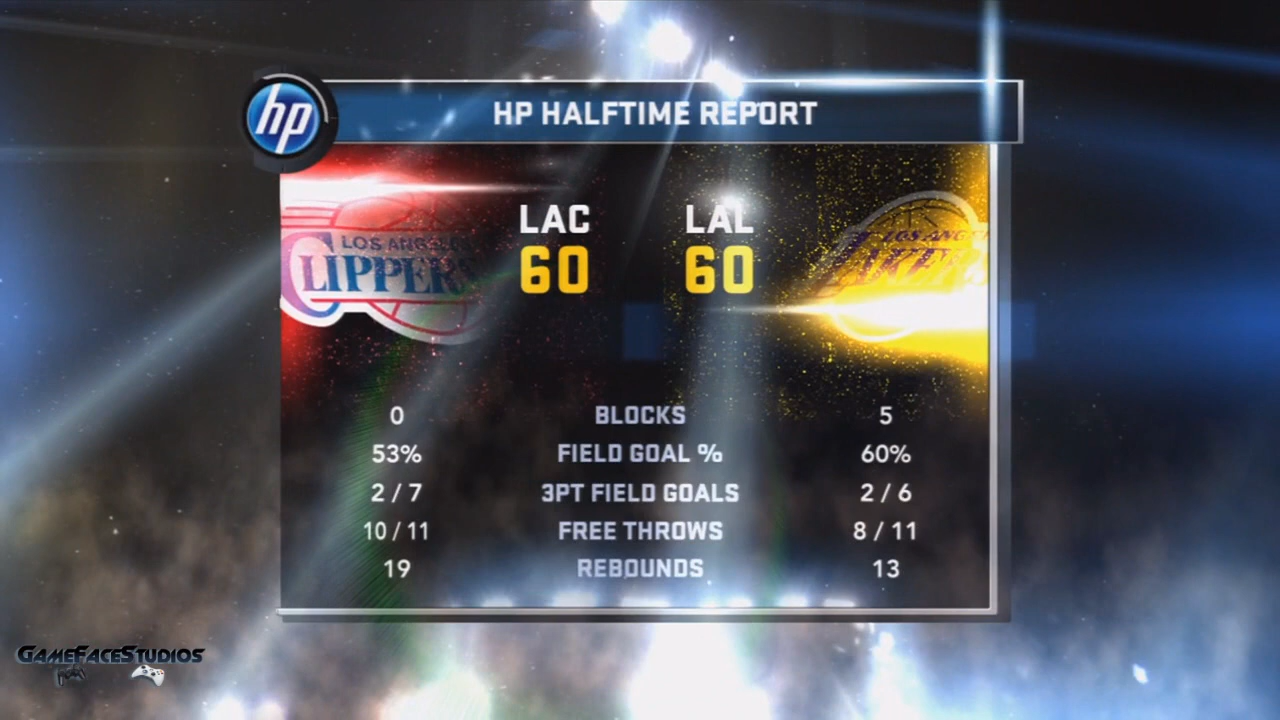 hp
HP HALFTIME REPORT
LAC
LAL
60
60
LOS ANGELES
CLIPPERS
LOS ANGELES
LAKERS
0 BLOCKS 5
53% FIELD GOAL % 60%
2 / 7 3PT FIELD GOALS 2 / 6
10 / 11 FREE THROWS 8 / 11
19 REBOUNDS 13
GAMEFACESTUDIOS